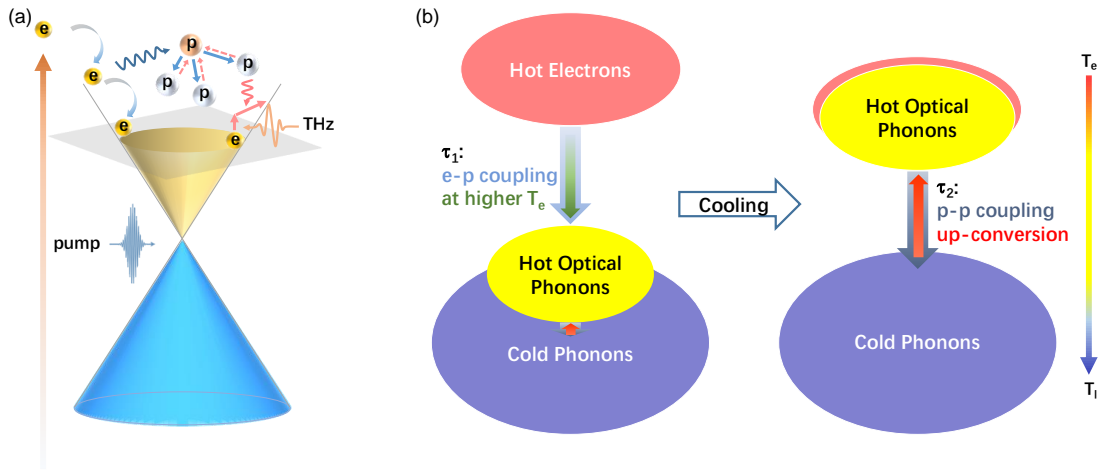 (a)
e
e
e
e
p
p
p
p
THz
pump
(b)
Hot Electrons
τ1:
e-p coupling
at higher Te
Hot Optical
Phonons
Cold Phonons
Cooling
Hot Optical
Phonons
τ2:
p-p coupling
up-conversion
Cold Phonons
Te
Tl